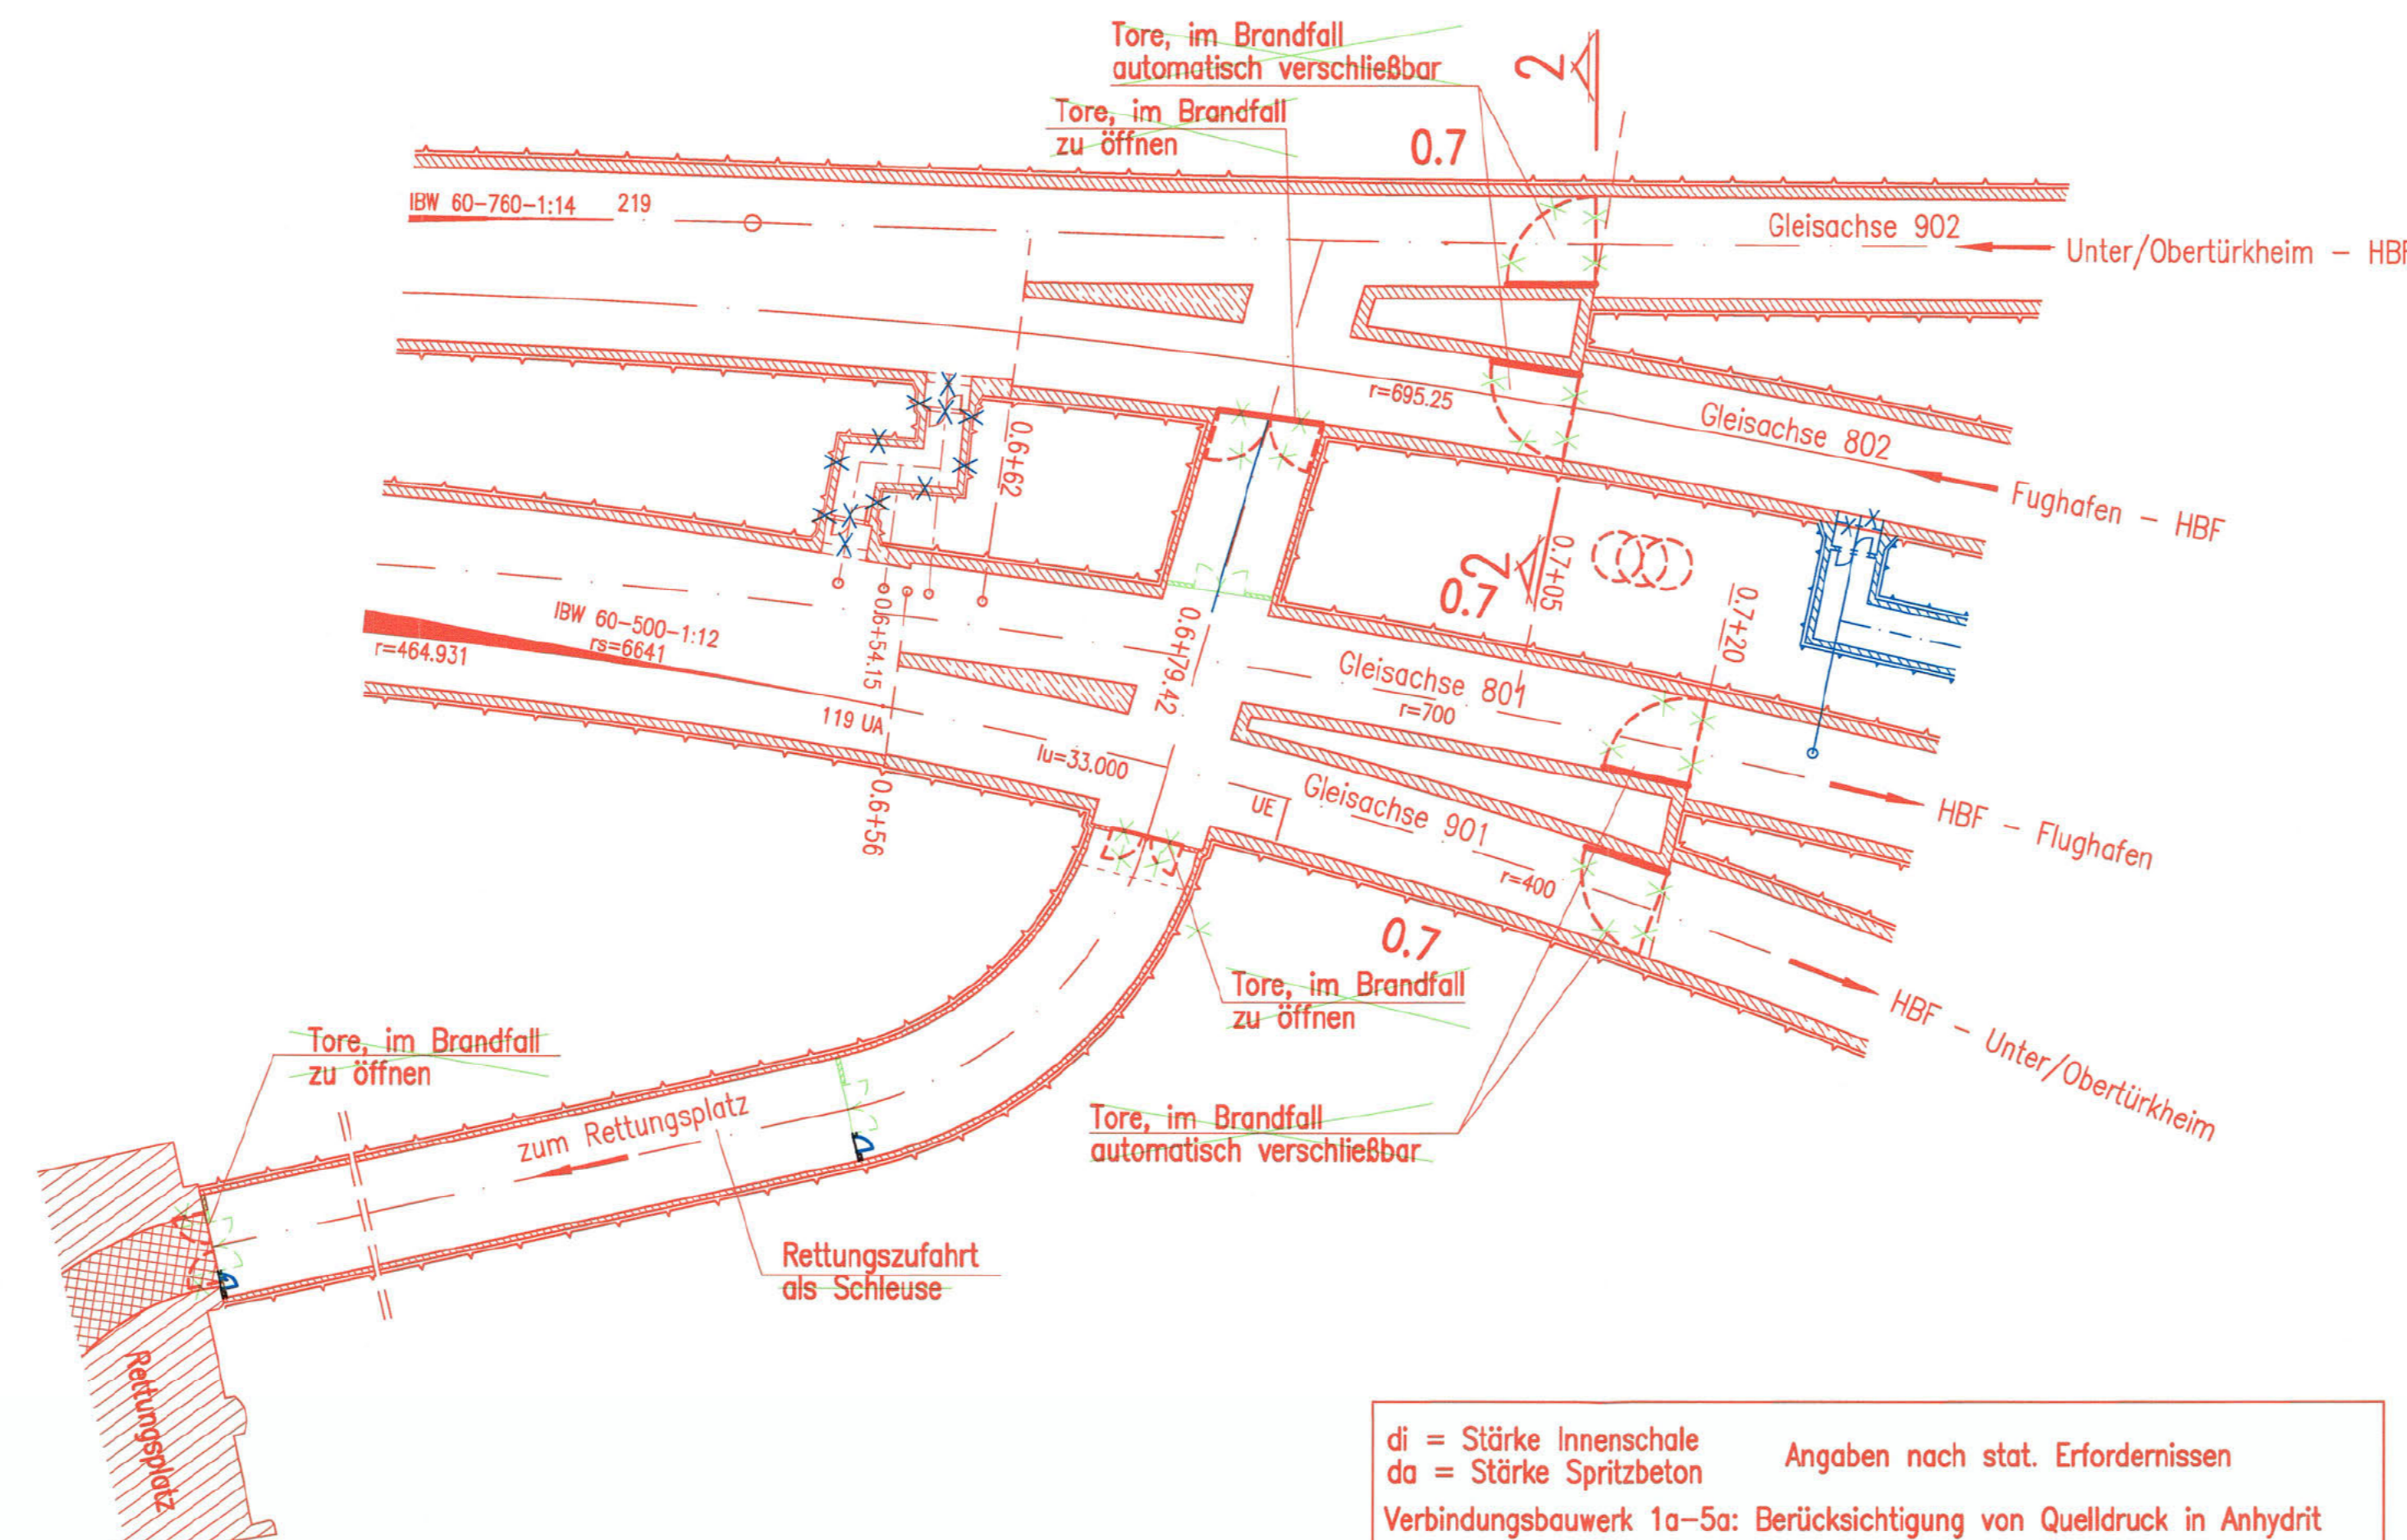 Tore, im Brandfall
automatisch verschließbar
Tore, im Brandfall
zu öffnen
2
0.7
IBW 60-760-1:14 219
Gleisachse 902
Unter/Obertürkheim - HBF
r=695.25
Gleisachse 802
Fughafen - HBF
0.6+62
2
0.7
0.7+05
0.7+20
IBW 60-500-1:12
rs=6641
r=464.931
0.6+54.15
119 UA
0.6+56
0.6+79.42
lu=33.000
Gleisachse 801
r=700
UE
Gleisachse 901
r=400
HBF - Flughafen
0.7
HBF - Unter/Obertürkheim
Tore, im Brandfall
zu öffnen
Tore, im Brandfall
zu öffnen
Tore, im Brandfall
automatisch verschließbar
zum Rettungsplatz
Rettungszufahrt
als Schleuse
Rettungsplatz
di = Stärke Innenschale
da = Stärke Spritzbeton
Angaben nach stat. Erfordernissen
Verbindungsbauwerk 1a-5a: Berücksichtigung von Quelldruck in Anhydrit